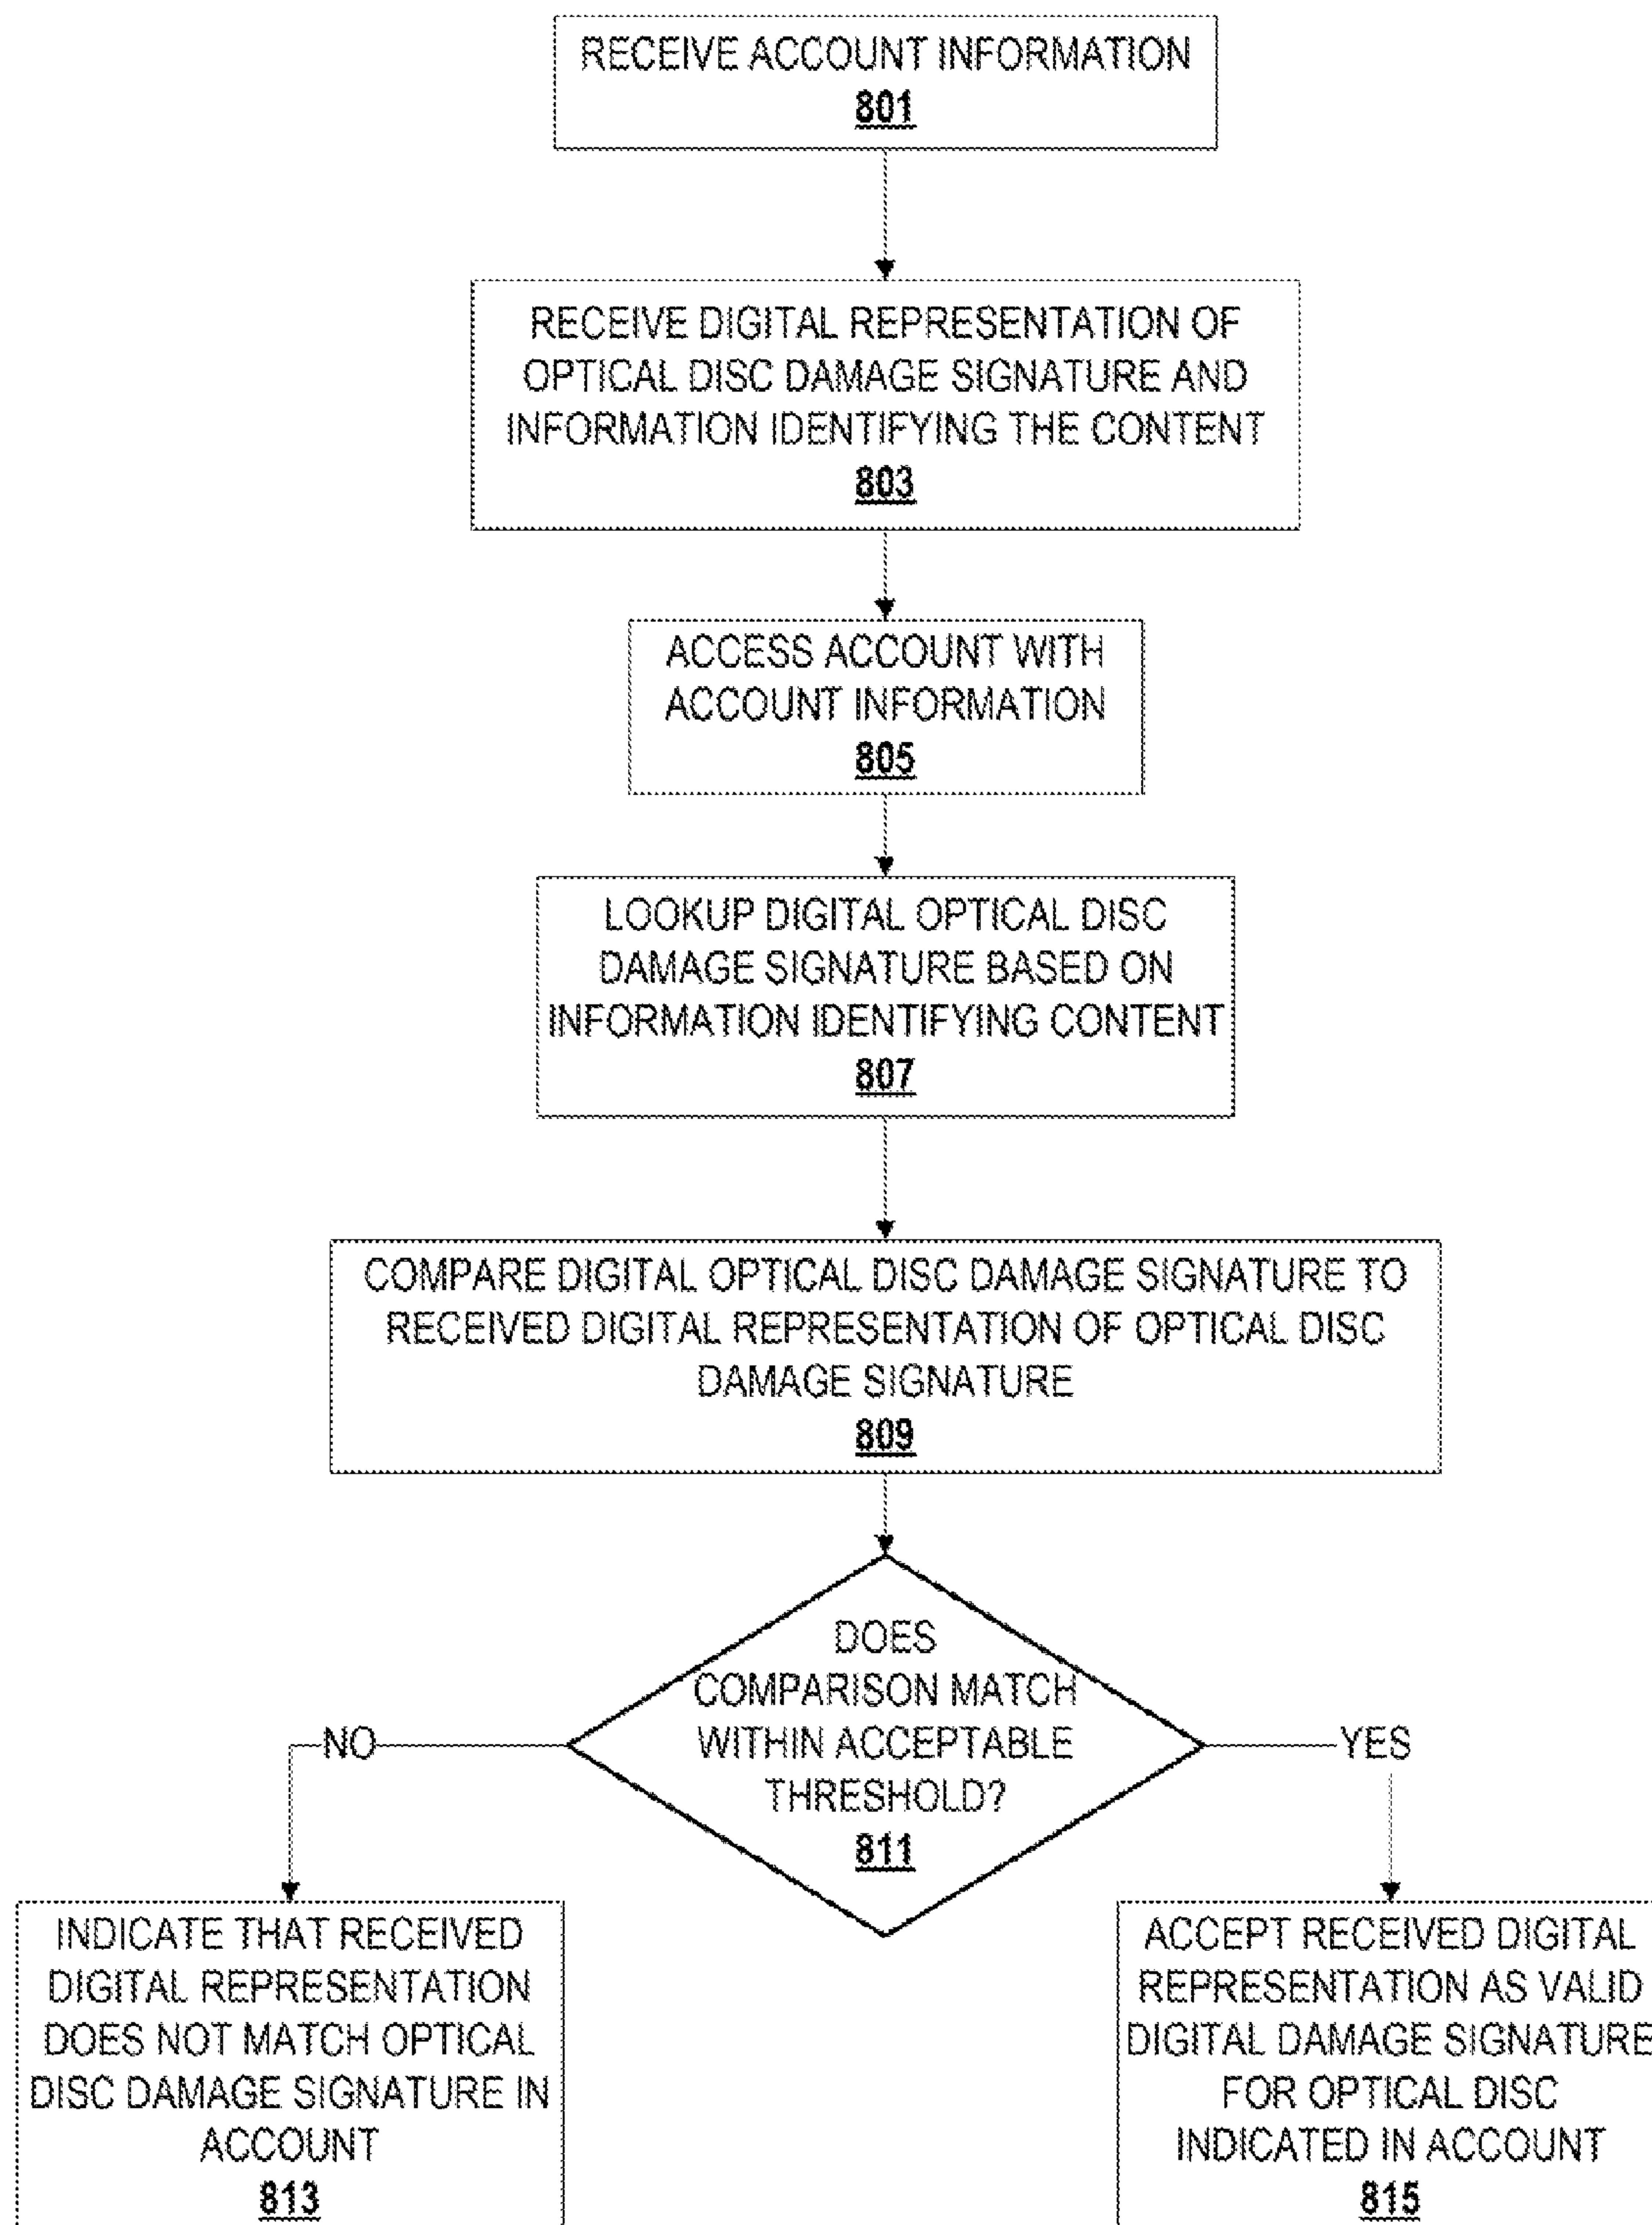 RECEIVE ACCOUNT INFORMATION
801
RECEIVE DIGITAL REPRESENTATION OF
OPTICAL DISC DAMAGE SIGNATURE AND
INFORMATION IDENTIFYING THE CONTENT
803
ACCESS ACCOUNT WITH
ACCOUNT INFORMATION
805
LOOKUP DIGITAL OPTICAL DISC
DAMAGE SIGNATURE BASED ON
INFORMATION IDENTIFYING CONTENT
807
COMPARE DIGITAL OPTICAL DISC DAMAGE SIGNATURE TO
RECEIVED DIGITAL REPRESENTATION OF OPTICAL DISC
DAMAGE SIGNATURE
809
DOES
COMPARISON MATCH
WITHIN ACCEPTABLE
THRESHOLD?
811
NO
YES
INDICATE THAT RECEIVED
DIGITAL REPRESENTATION
DOES NOT MATCH OPTICAL
DISC DAMAGE SIGNATURE IN
ACCOUNT
813
ACCEPT RECEIVED DIGITAL
REPRESENTATION AS VALID
DIGITAL DAMAGE SIGNATURE
FOR OPTICAL DISC
INDICATED IN ACCOUNT
815